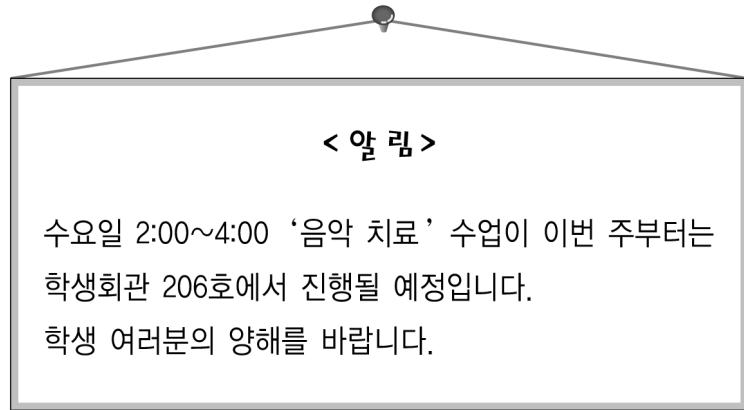 < 알 림 >
수요일 2:00~4:00 ‘음악 치료’ 수업이 이번 주부터는
학생회관 206호에서 진행될 예정입니다.
학생 여러분의 양해를 바랍니다.